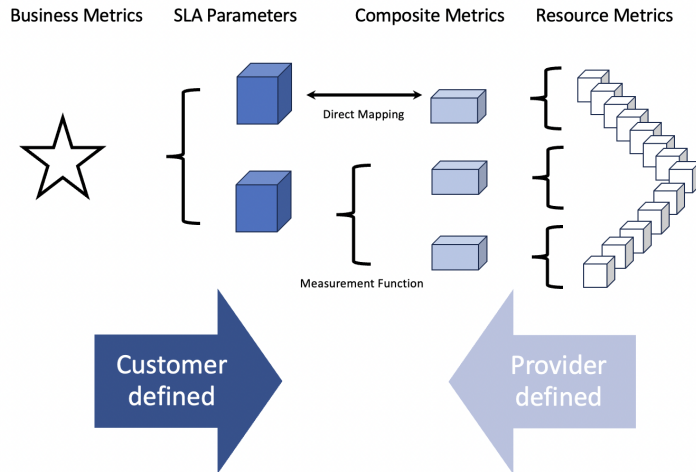 Business Metrics
SLA Parameters
Composite Metrics
Resource Metrics
Direct Mapping
Measurement Function
Customer
defined
Provider
defined